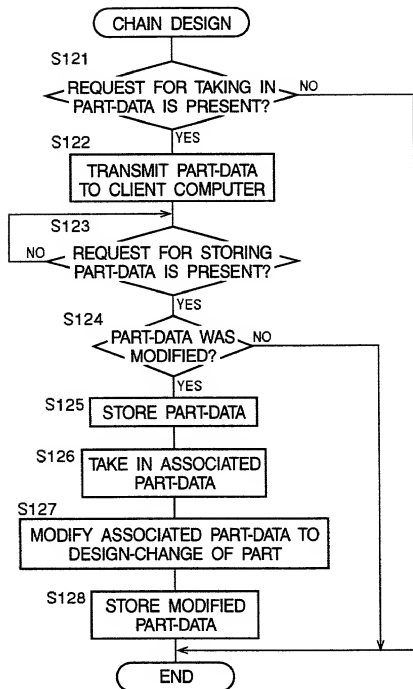 CHAIN DESIGN
S121
REQUEST FOR TAKING IN
PART-DATA IS PRESENT?
NO
YES
S122
TRANSMIT PART-DATA
TO CLIENT COMPUTER
S123
REQUEST FOR STORING
PART-DATA IS PRESENT?
NO
YES
S124
PART-DATA WAS
MODIFIED?
NO
YES
S125
STORE PART-DATA
S126
TAKE IN ASSOCIATED
PART-DATA
S127
MODIFY ASSOCIATED PART-DATA TO
DESIGN-CHANGE OF PART
S128
STORE MODIFIED
PART-DATA
END